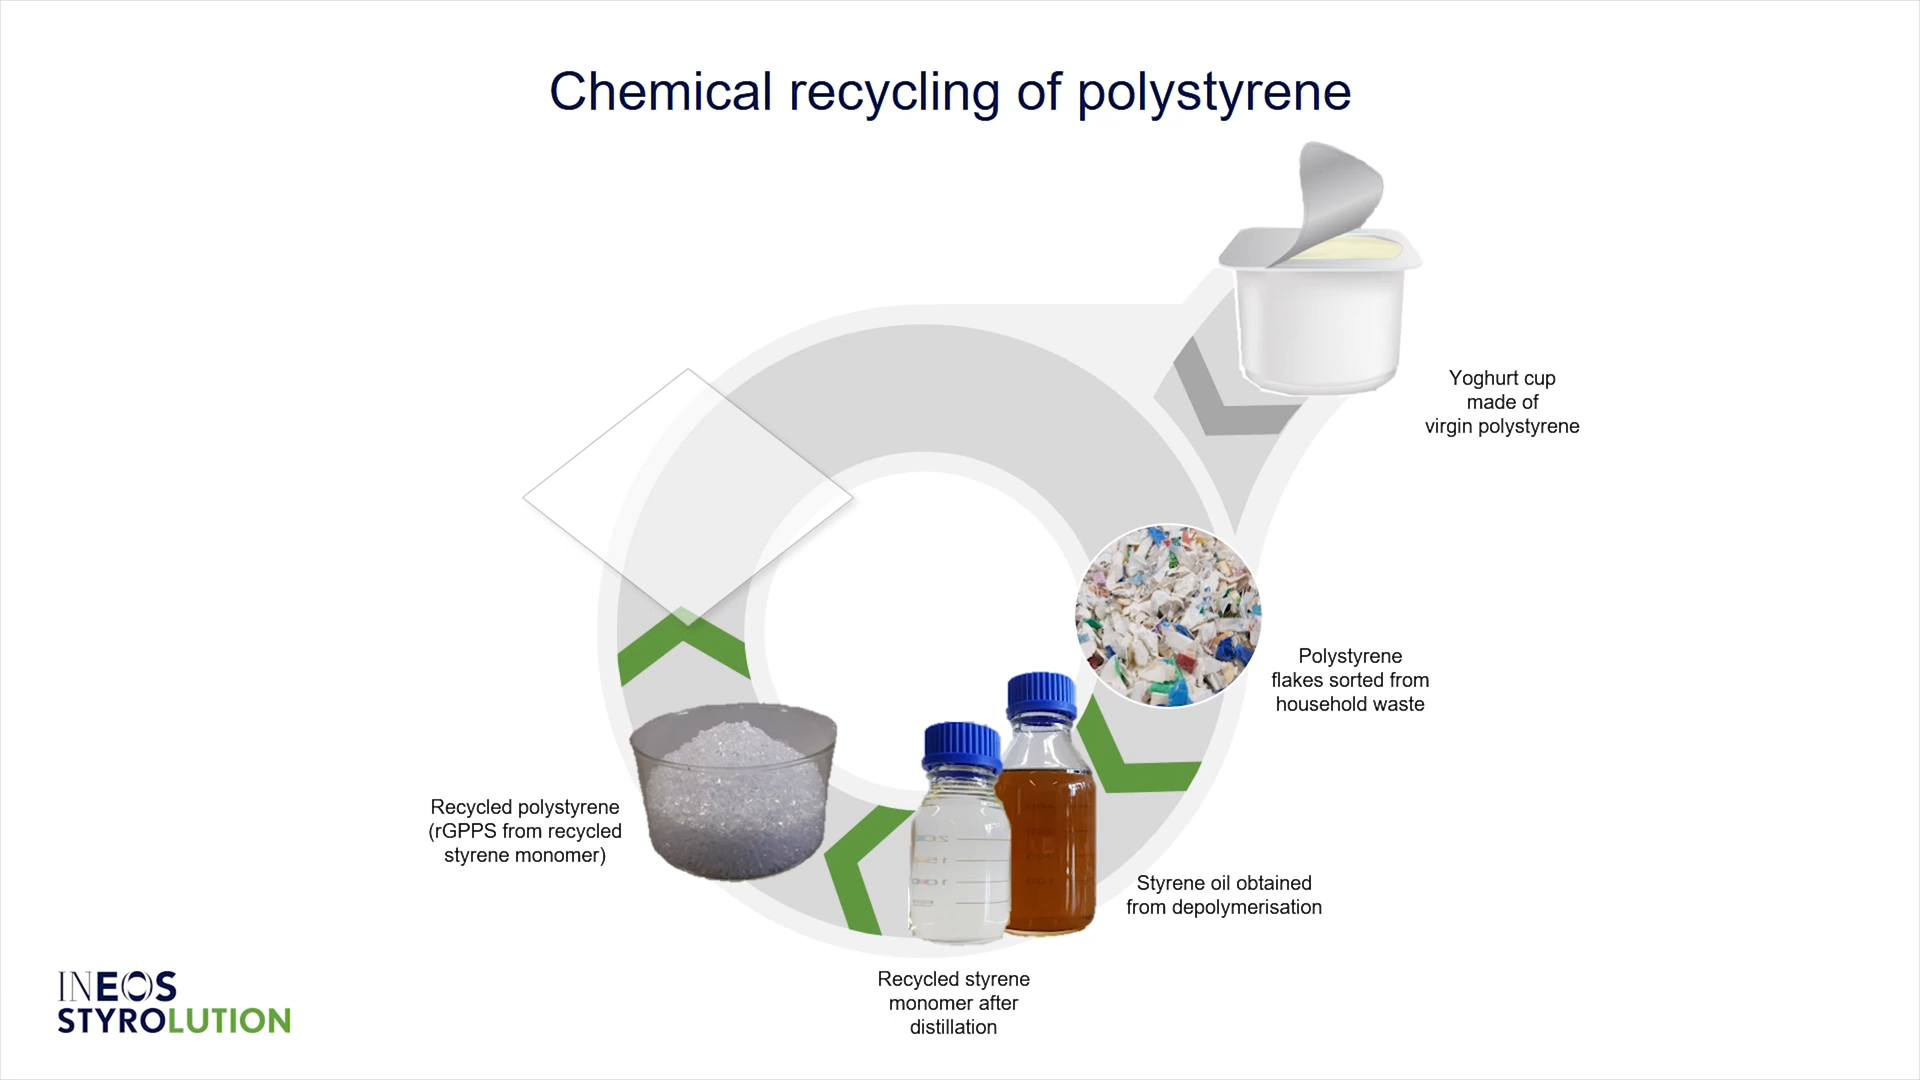 Chemical recycling of polystyrene
Yoghurt cup
made of
virgin polystyrene
Polystyrene
flakes sorted from
household waste
Styrene oil obtained
from depolymerisation
Recycled styrene
monomer after
distillation
Recycled polystyrene
(rGPPS from recycled
styrene monomer)
INEOS
STYROLUTION